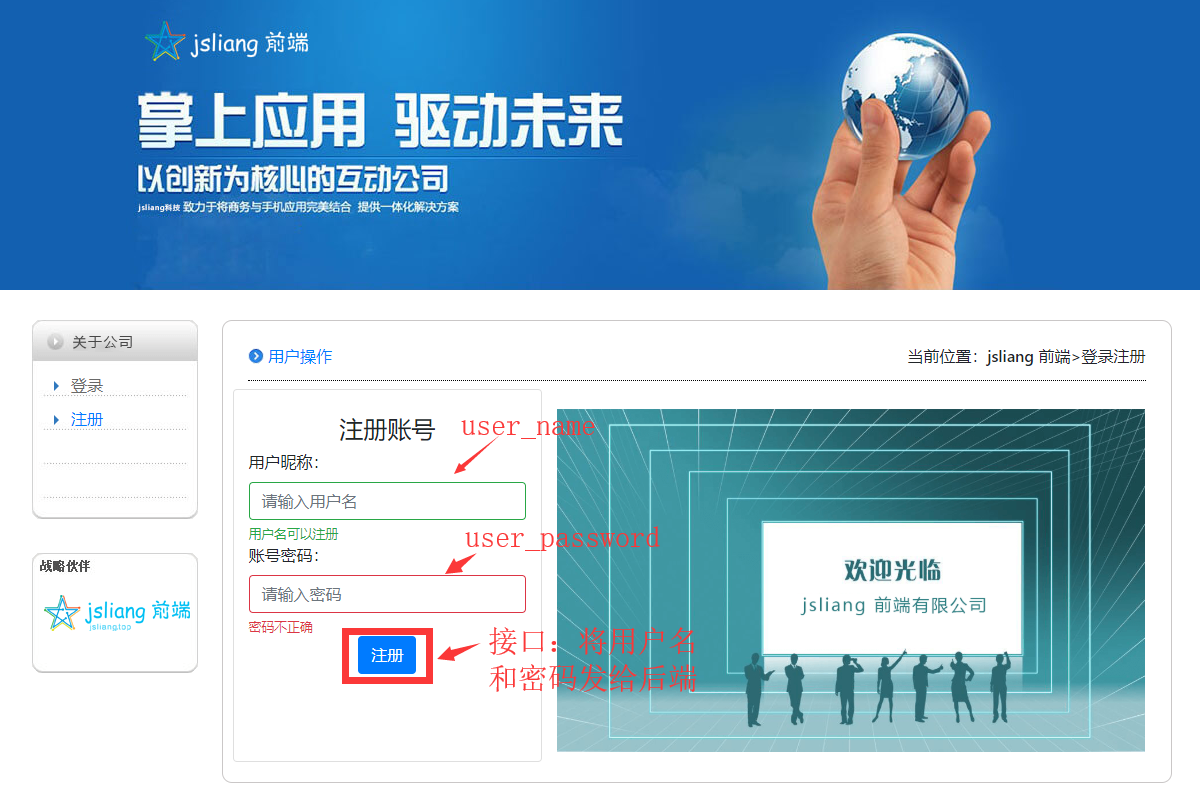 jsliang 前端
掌上应用 驱动未来
以创新为核心的互动公司
jsliang科技 致力于将商务与手机应用完美结合 提供一体化解决方案
关于公司
登录
注册
战略伙伴
jsliang 前端
jsliang.top
用户操作
当前位置：jsliang 前端>登录注册
注册账号
user_name
用户昵称：
请输入用户名
用户名可以注册
user_password
账号密码：
请输入密码
密码不正确
注册
接口：将用户名
和密码发给后端
欢迎光临
jsliang 前端有限公司